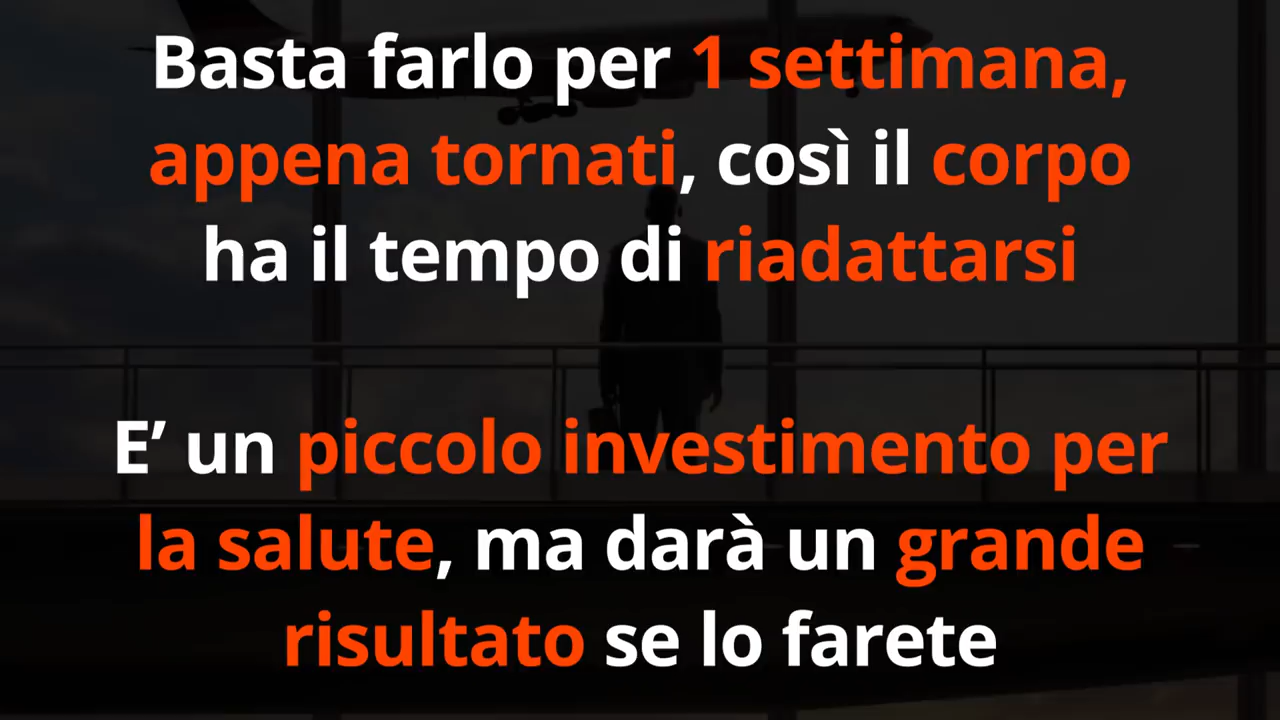 Basta farlo per 1 settimana,
appena tornati, così il corpo
ha il tempo di riadattarsi
E’ un piccolo investimento per
la salute, ma darà un grande
risultato se lo farete